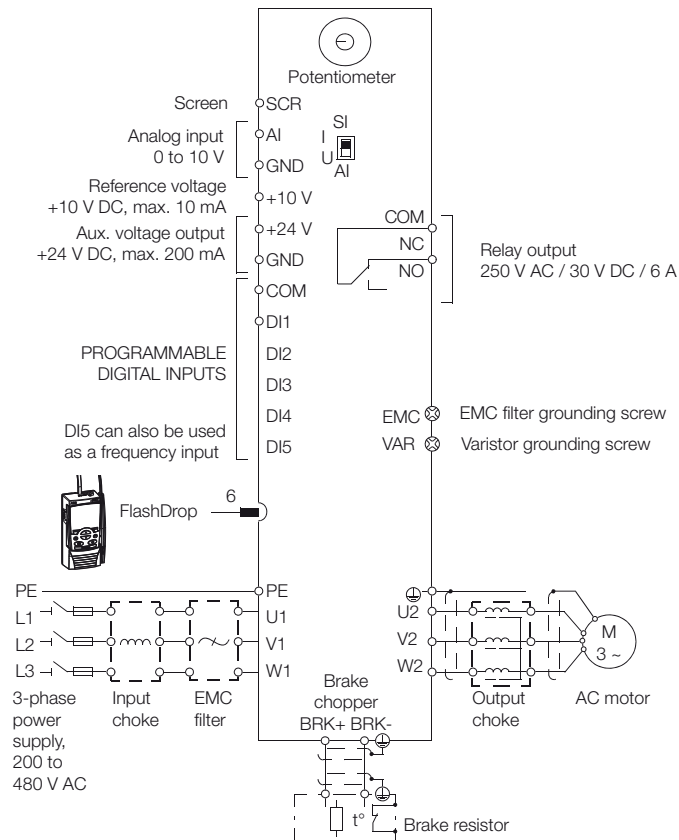 Potentiometer
Screen
SCR
Analog input
0 to 10 V
AI
GND
SI
I
U
AI
Reference voltage
+10 V DC, max. 10 mA
+10 V
Aux. voltage output
+24 V DC, max. 200 mA
+24 V
GND
COM
NC
NO
Relay output
250 V AC / 30 V DC / 6 A
COM
DI1
PROGRAMMABLE
DIGITAL INPUTS
DI2
DI3
DI4
DI5
DI5 can also be used
as a frequency input
EMC
EMC filter grounding screw
VAR
Varistor grounding screw
FlashDrop
6
PE
PE
L1
U1
L2
V1
L3
W1
U2
V2
W2
M
3 ~
3-phase
power
supply,
200 to
480 V AC
Input
choke
EMC
filter
Brake
chopper
BRK+ BRK-
Output
choke
AC motor
t°
Brake resistor